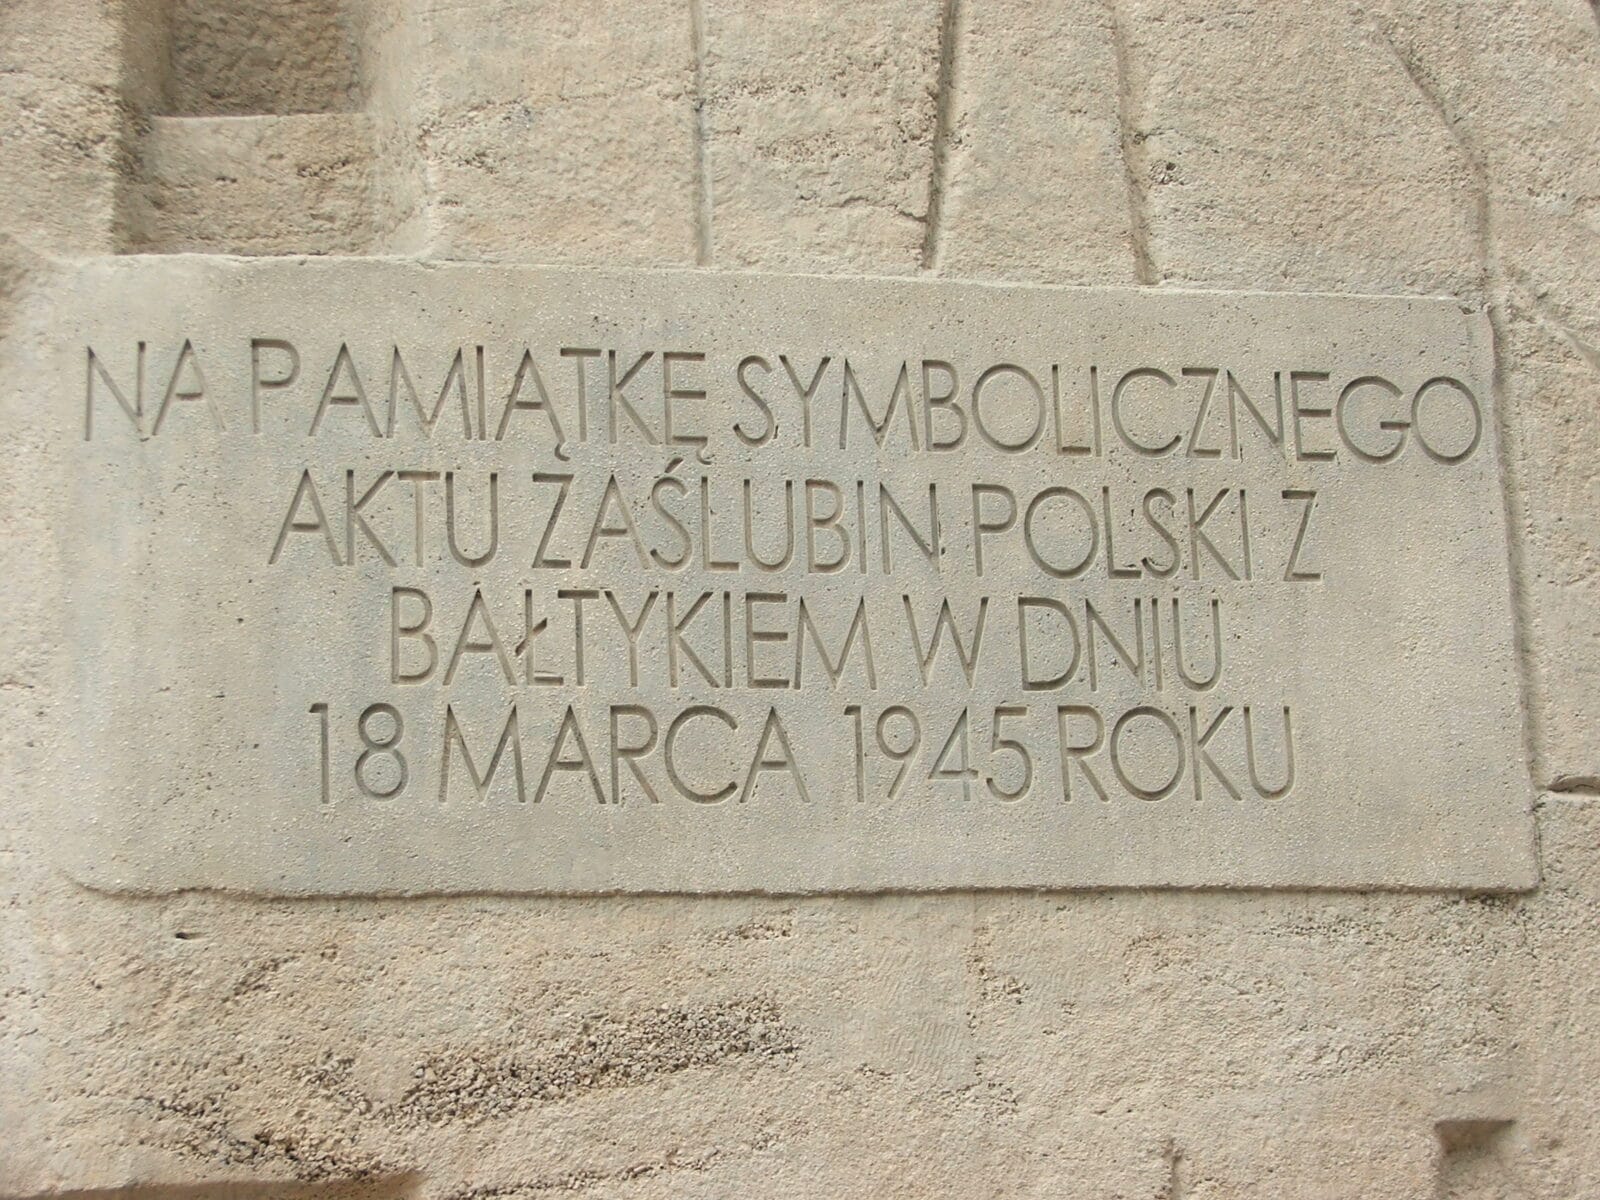 NA PAMIĄTKĘ SYMBOLICZNEGO
AKTU ZAŚLUBIN POLSKI Z
BAŁTYKIEM W DNIU
18 MARCA 1945 ROKU